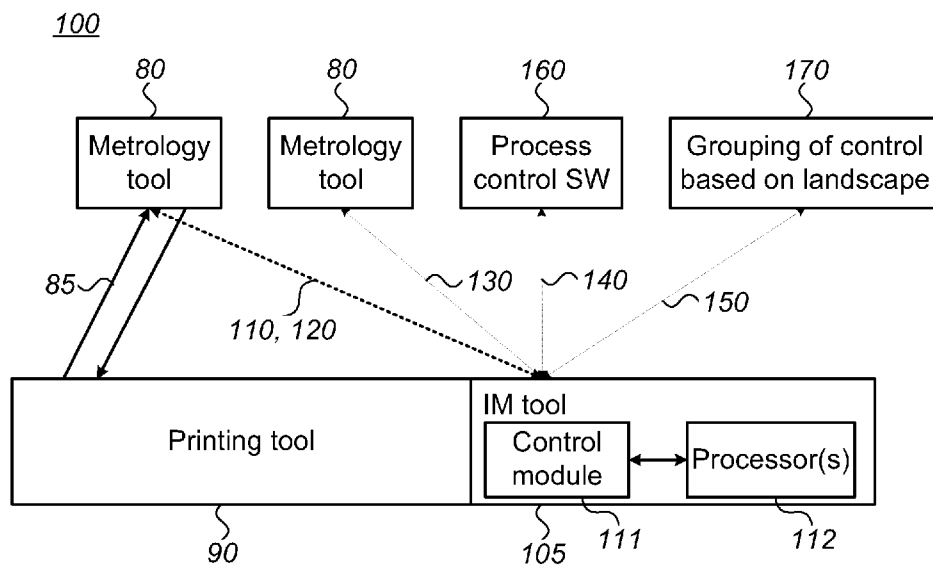 100
80
80
160
170
Metrology
tool
Metrology
tool
Process
control SW
Grouping of control
based on landscape
85
110, 120
130
140
150
Printing tool
IM tool
Control
module
Processor(s)
90
105
111
112